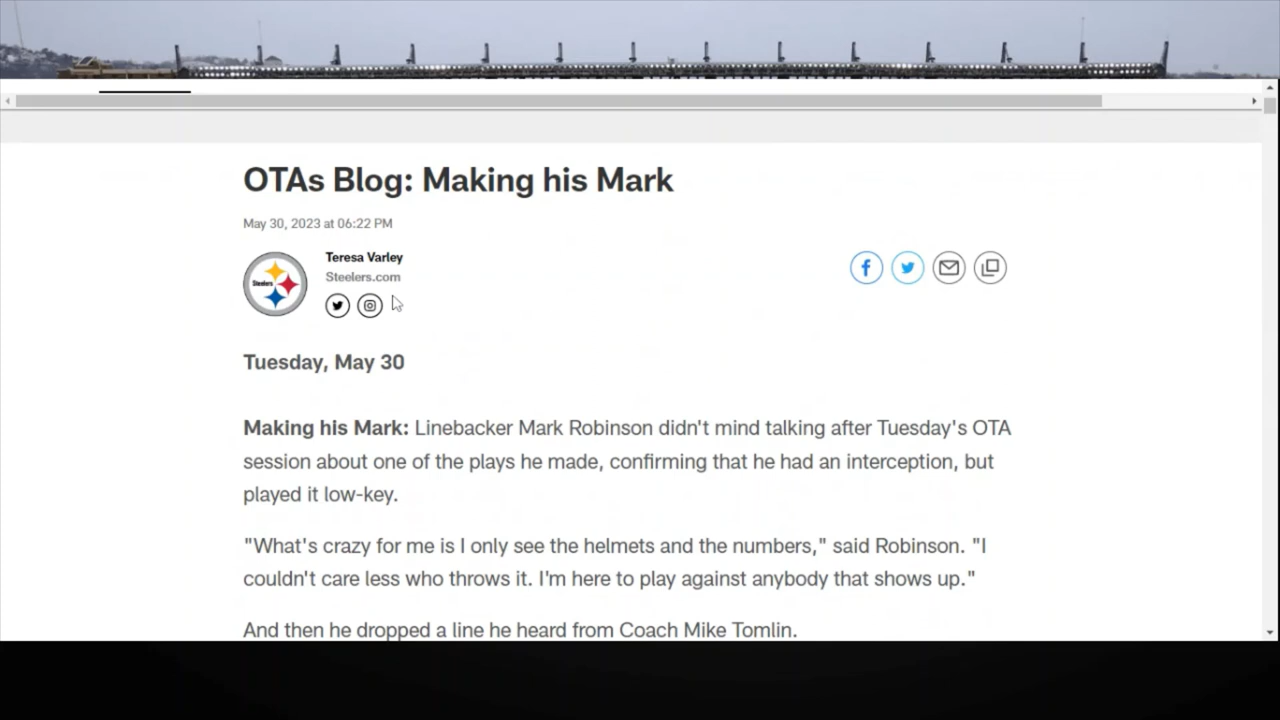 OTAs Blog: Making his Mark
May 30, 2023 at 06:22 PM
Steelers
Teresa Varley
Steelers.com
Tuesday, May 30
Making his Mark: Linebacker Mark Robinson didn't mind talking after Tuesday's OTA
session about one of the plays he made, confirming that he had an interception, but
played it low-key.
"What's crazy for me is I only see the helmets and the numbers," said Robinson. "I
couldn't care less who throws it. I'm here to play against anybody that shows up."
And then he dropped a line he heard from Coach Mike Tomlin.